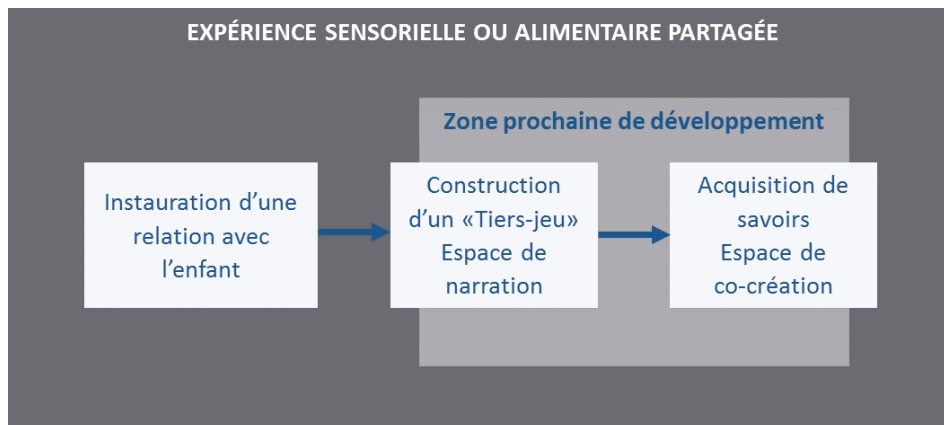 EXPÉRIENCE SENSORIELLE OU ALIMENTAIRE PARTAGÉE
Zone prochaine de développement
Instauration d’une
relation avec
l’enfant
Construction
d’un «Tiers-jeu»
Espace de
narration
Acquisition de
savoirs
Espace de
co-création